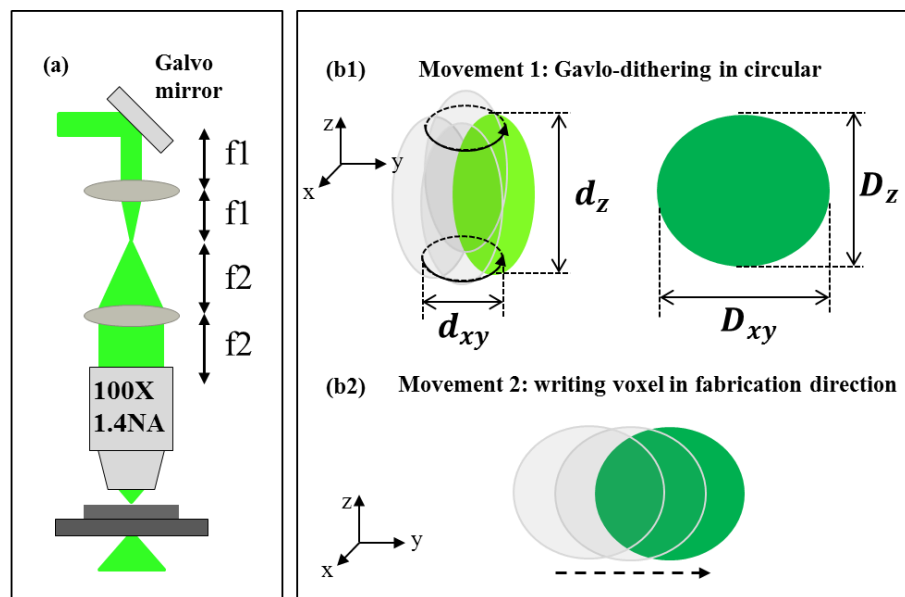 (a)
Galvo
mirror
f1
f1
f2
f2
100X
1.4NA
(b1) Movement 1: Gavlo-dithering in circular
z
y
x
d_z
d_xy
D_z
D_xy
(b2) Movement 2: writing voxel in fabrication direction
z
y
x